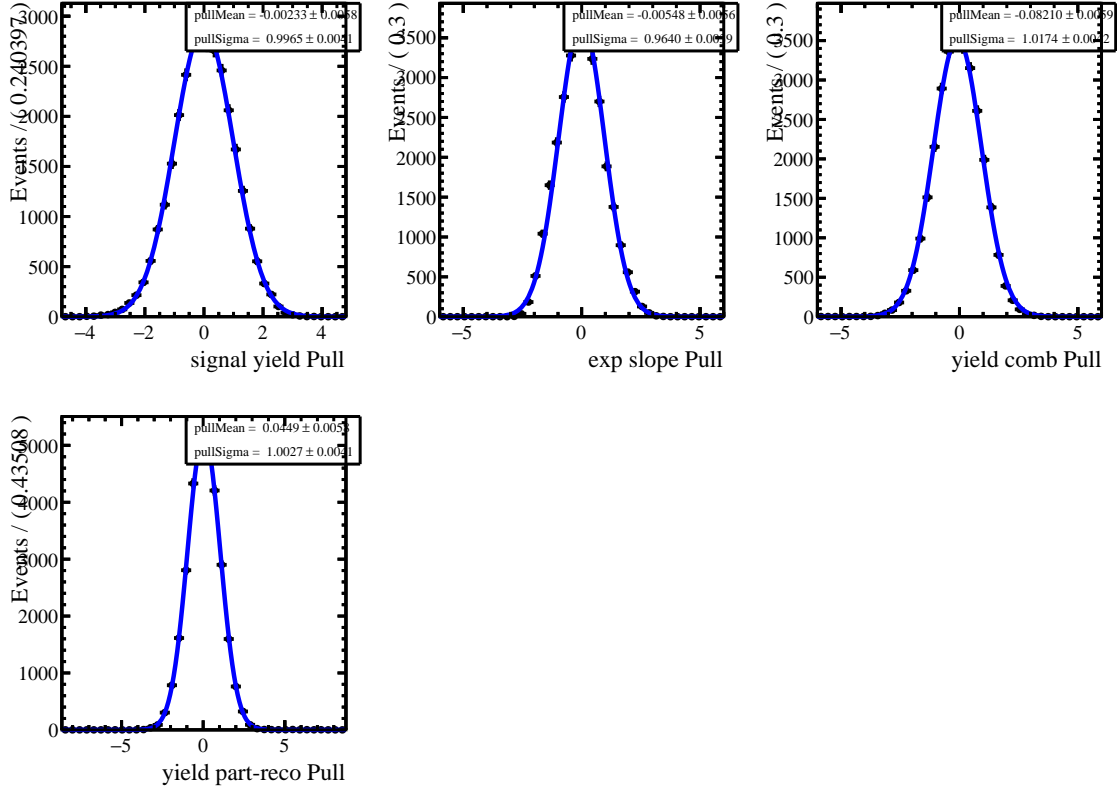 pullMean = -0.00233 ± 0.0058
pullSigma = 0.9965 ± 0.0041
Events / ( 0.240397 )
3000
2500
2000
1500
1000
500
0
−4 −2 0 2 4
signal yield Pull
pullMean = -0.00548 ± 0.0056
pullSigma = 0.9640 ± 0.0039
Events / ( 0.3 )
3500
3000
2500
2000
1500
1000
500
0
−5 0 5
exp slope Pull
pullMean = -0.08210 ± 0.0059
pullSigma = 1.0174 ± 0.0042
Events / ( 0.3 )
3500
3000
2500
2000
1500
1000
500
0
−5 0 5
yield comb Pull
pullMean = 0.0449 ± 0.0058
pullSigma = 1.0027 ± 0.0041
Events / ( 0.43508 )
5000
4000
3000
2000
1000
0
−5 0 5
yield part-reco Pull